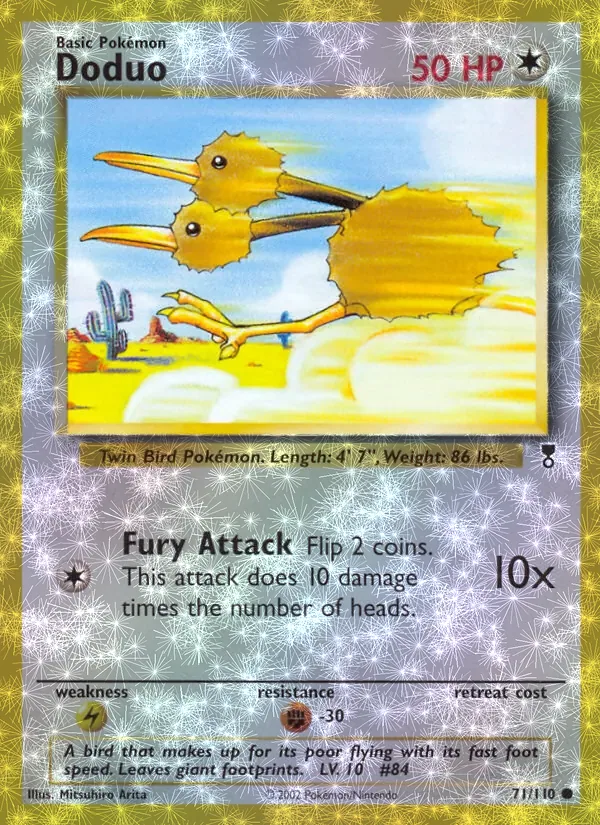 Basic Pokémon
Doduo 50 HP
Twin Bird Pokémon. Length: 4' 7", Weight: 86 lbs.
Fury Attack Flip 2 coins.
This attack does 10 damage
times the number of heads.
10x
weakness resistance retreat cost
-30
A bird that makes up for its poor flying with its fast foot
speed. Leaves giant footprints. LV. 10 #84
Illus. Mitsuhiro Arita ©2002 Pokémon/Nintendo 71/110